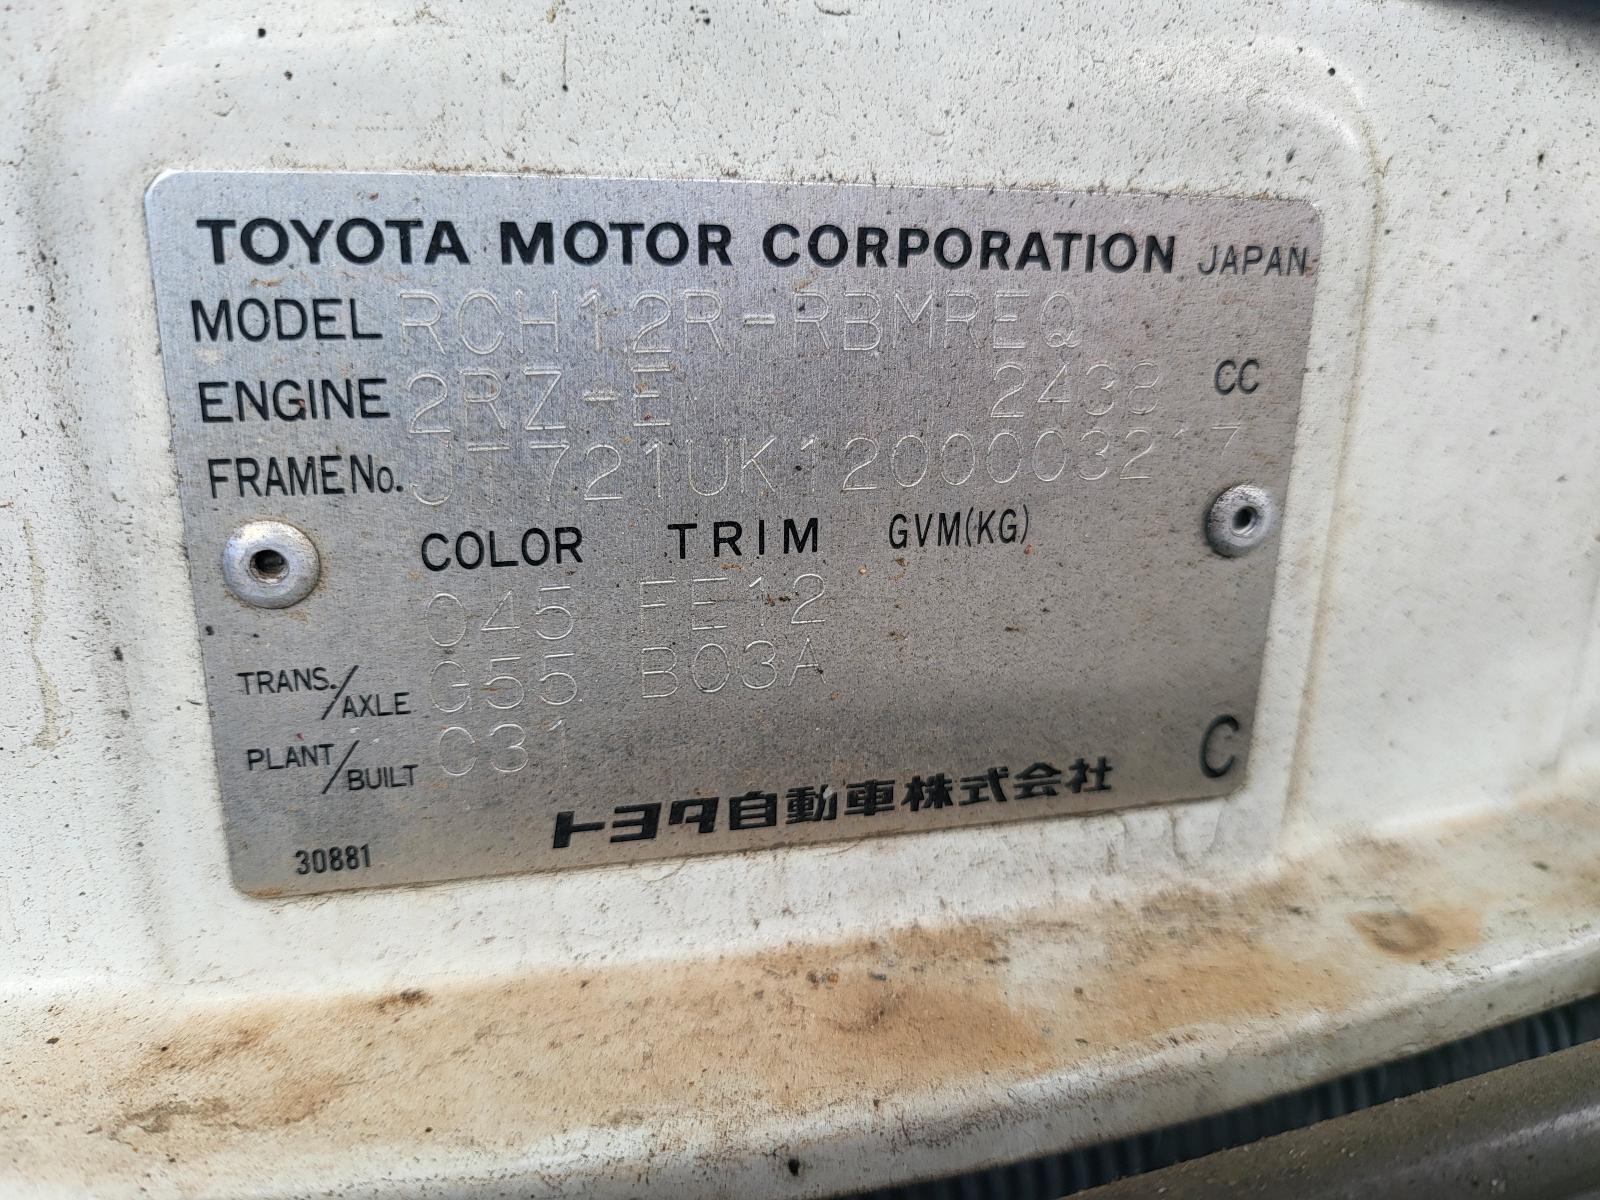 TOYOTA MOTOR CORPORATION JAPAN
MODEL RCH12R-RBMREQ
ENGINE 2RZ-E 2438 CC
FRAME No. JT721UK1200003217
COLOR TRIM GVM(KG)
045 FE12
TRANS./AXLE G55 B03A
PLANT/BUILT C31
トヨタ自動車株式会社 C
30881